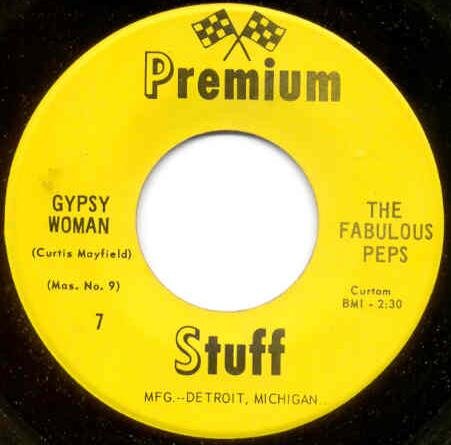 Premium
GYPSY
WOMAN
(Curtis Mayfield)
(Mas. No. 9)
7
THE
FABULOUS
PEPS
Curtom
BMI - 2:30
Stuff
MFG.--DETROIT, MICHIGAN..